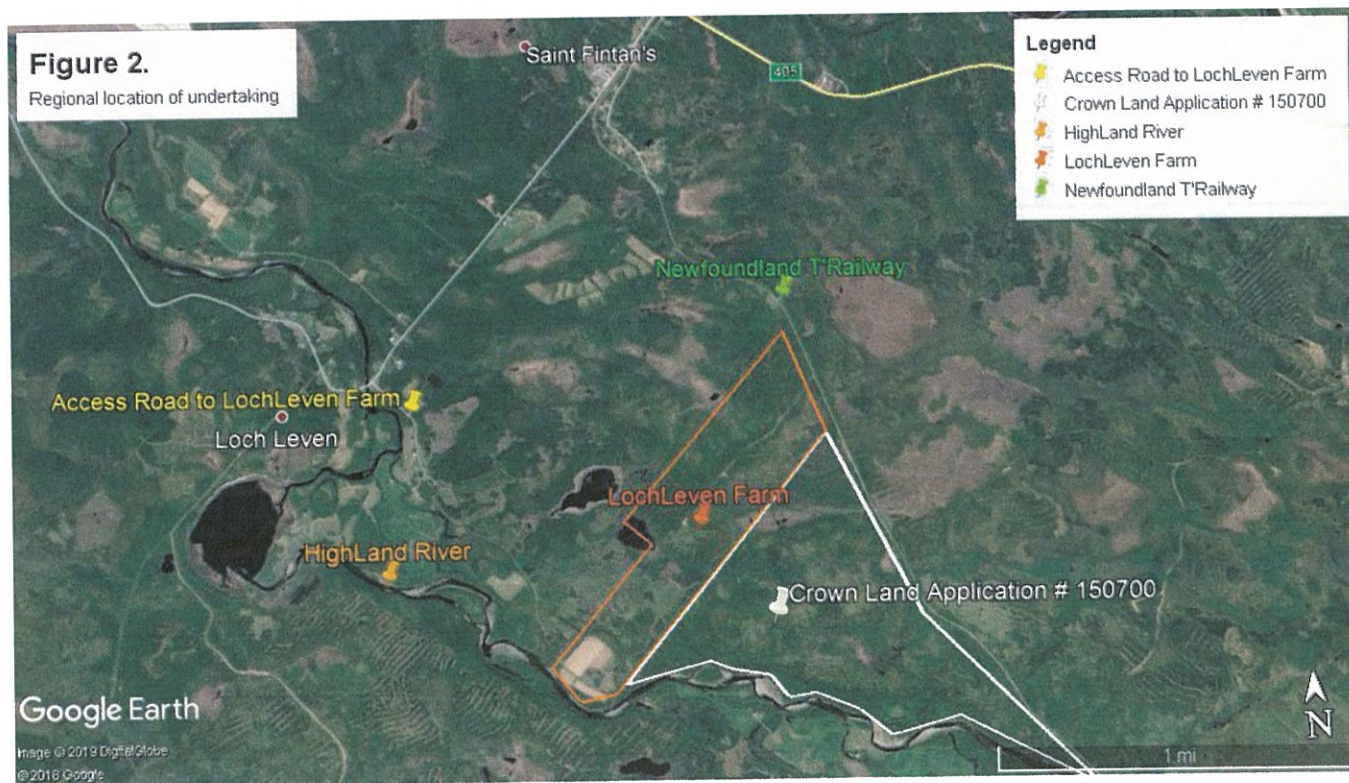 Figure 2.
Regional location of undertaking
Saint Fintan's
405
Legend
Access Road to LochLeven Farm
Crown Land Application # 150700
HighLand River
LochLeven Farm
Newfoundland T'Railway
Newfoundland T'Railway
Access Road to LochLeven Farm
Loch Leven
LochLeven Farm
HighLand River
Crown Land Application # 150700
Google Earth
N
Image © 2019 DigitalGlobe
1 mi
© 2018 Google